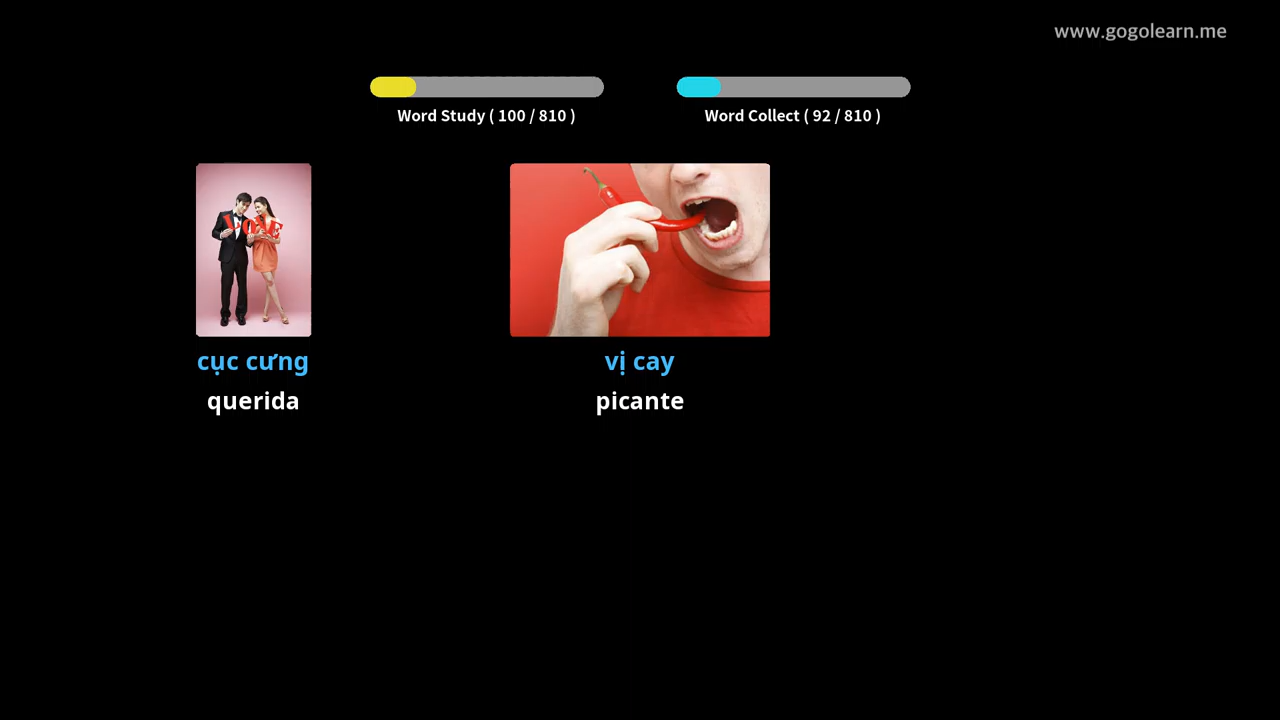 www.gogolearn.me
Word Study ( 100 / 810 )
Word Collect ( 92 / 810 )
cục cưng
querida
vị cay
picante